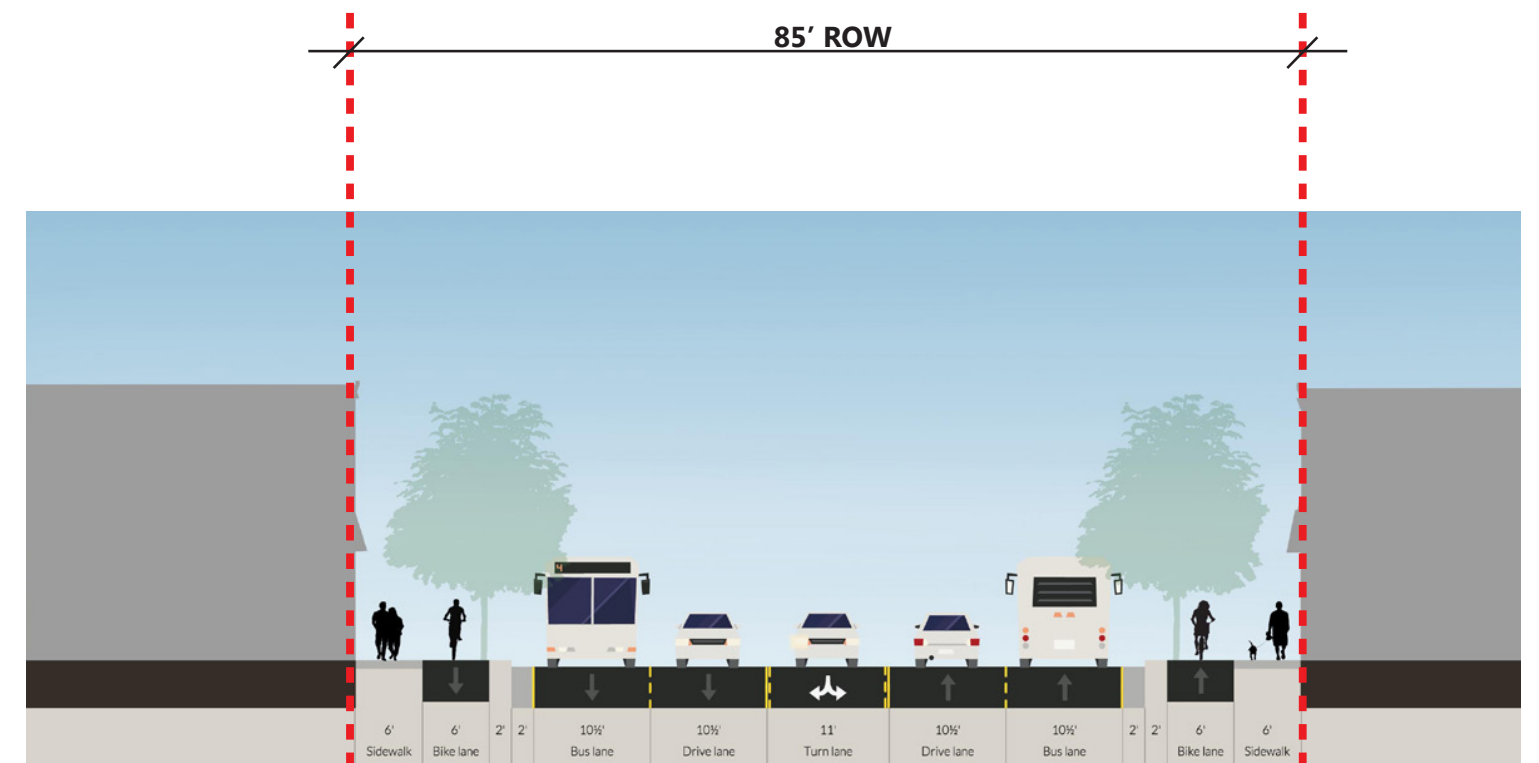 85’ ROW
4
6' 6' 2' 2' 10½' 10½' 11' 10½' 10½' 2' 2' 6' 6'
Sidewalk Bike lane Bus lane Drive lane Turn lane Drive lane Bus lane Bike lane Sidewalk